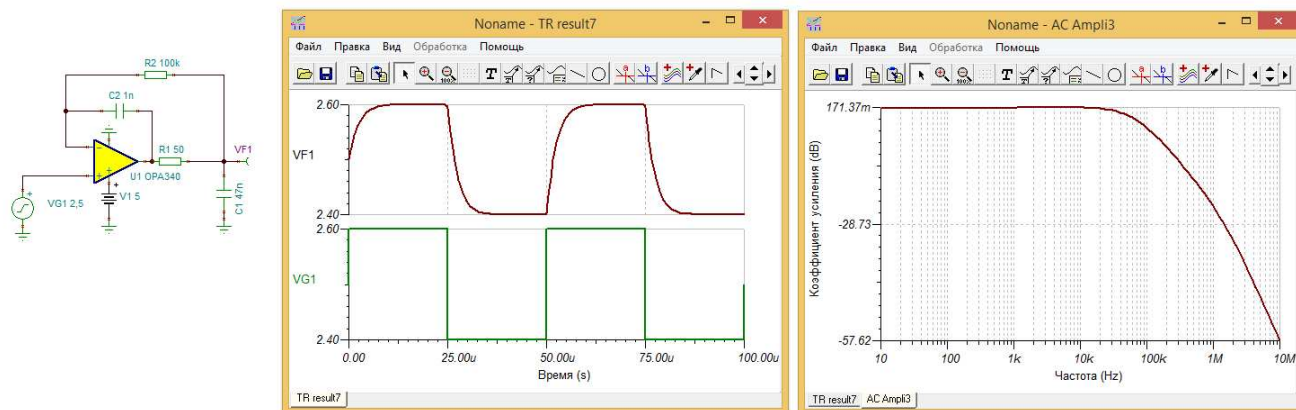 R2 100k
C2 1n
R1 50
VF1
U1 OPA340
VG1 2,5
V1 5
C1 47n
Noname - TR result7
Файл Правка Вид Обработка Помощь
T
100%
a b
2.60
VF1
2.40
2.60
VG1
2.40
0.00 25.00u 50.00u 75.00u 100.00u
Время (s)
TR result7
Noname - AC Ampli3
Файл Правка Вид Обработка Помощь
T
100%
a b
171.37m
Коэффициент усиления (dB)
-28.73
-57.62
10 100 1k 10k 100k 1M 10M
Частота (Hz)
TR result7 AC Ampli3